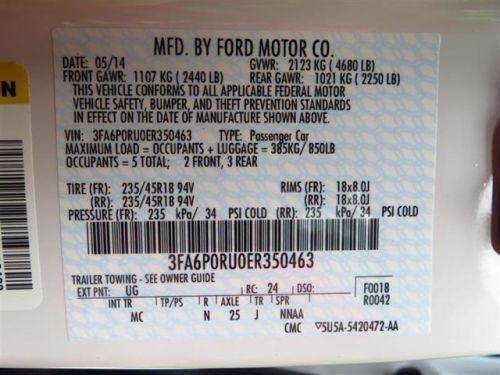 MFD. BY FORD MOTOR CO.
DATE: 05/14 GVWR: 2123 KG ( 4680 LB)
FRONT GAWR: 1107 KG ( 2440 LB) REAR GAWR: 1021 KG ( 2250 LB)
THIS VEHICLE CONFORMS TO ALL APPLICABLE FEDERAL MOTOR
VEHICLE SAFETY, BUMPER, AND THEFT PREVENTION STANDARDS
IN EFFECT ON THE DATE OF MANUFACTURE SHOWN ABOVE.
VIN: 3FA6P0RU0ER350463 TYPE: Passenger Car
MAXIMUM LOAD = OCCUPANTS + LUGGAGE = 385KG/ 850LB
OCCUPANTS = 5 TOTAL; 2 FRONT, 3 REAR
TIRE (FR): 235/45R18 94V RIMS (FR): 18x8.0J
TIRE (RR): 235/45R18 94V (RR): 18x8.0J
PRESSURE (FR): 235 kPa/ 34 PSI COLD (RR): 235 kPa/ 34 PSI COLD
3FA6P0RU0ER350463
TRAILER TOWING - SEE OWNER GUIDE
EXT PNT: UG RC: 24 DSO: F0018
R0042
INT TR TP/PS R AXLE TR SPR
MC N 25 J NNAA
CMC 5U5A-5420472-AA